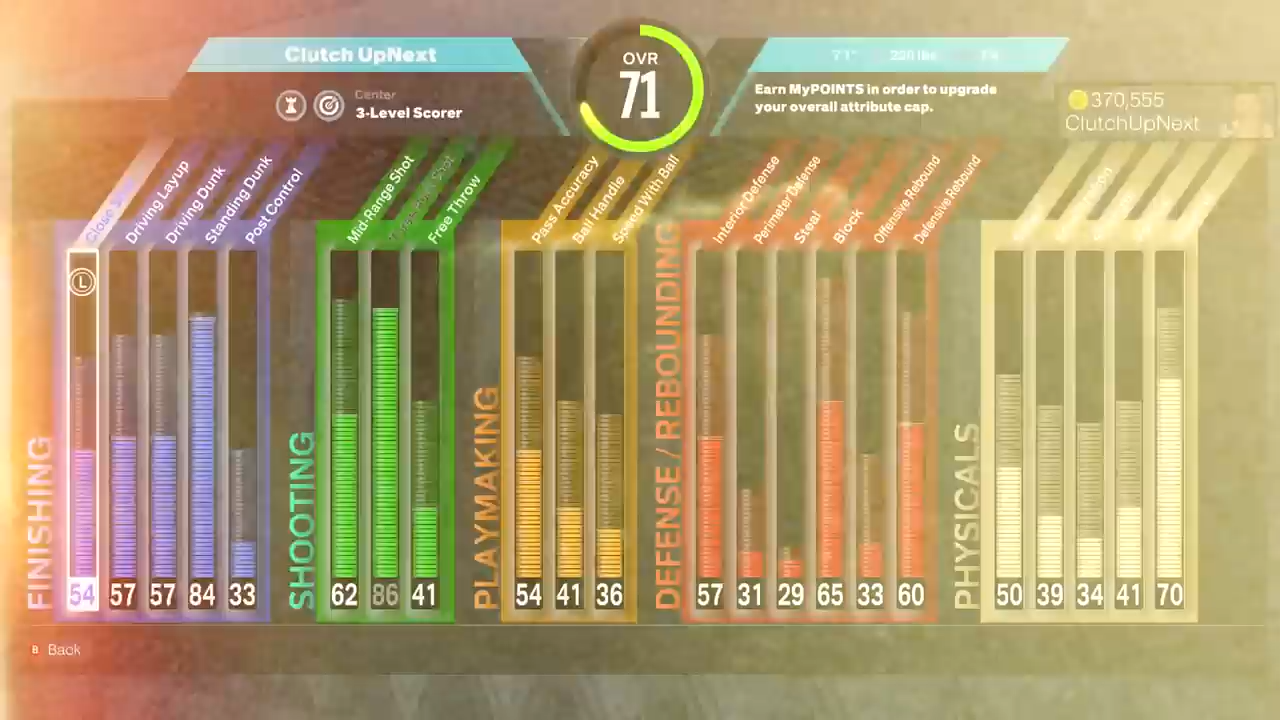 Clutch UpNext
Center
3-Level Scorer
OVR
71
7'1"
Earn MyPOINTS in order to upgrade
your overall attribute cap.
370,555
ClutchUpNext
FINISHING
Driving Layup
Driving Dunk
Standing Dunk
Post Control
L
54 57 57 84 33
SHOOTING
Mid-Range Shot
Free Throw
62 86 41
PLAYMAKING
Pass Accuracy
Ball Handle
Speed With Ball
54 41 36
DEFENSE / REBOUNDING
Interior Defense
Perimeter Defense
Steal
Block
Offensive Rebound
Defensive Rebound
57 31 29 65 33 60
PHYSICALS
50 39 34 41 70
B Back